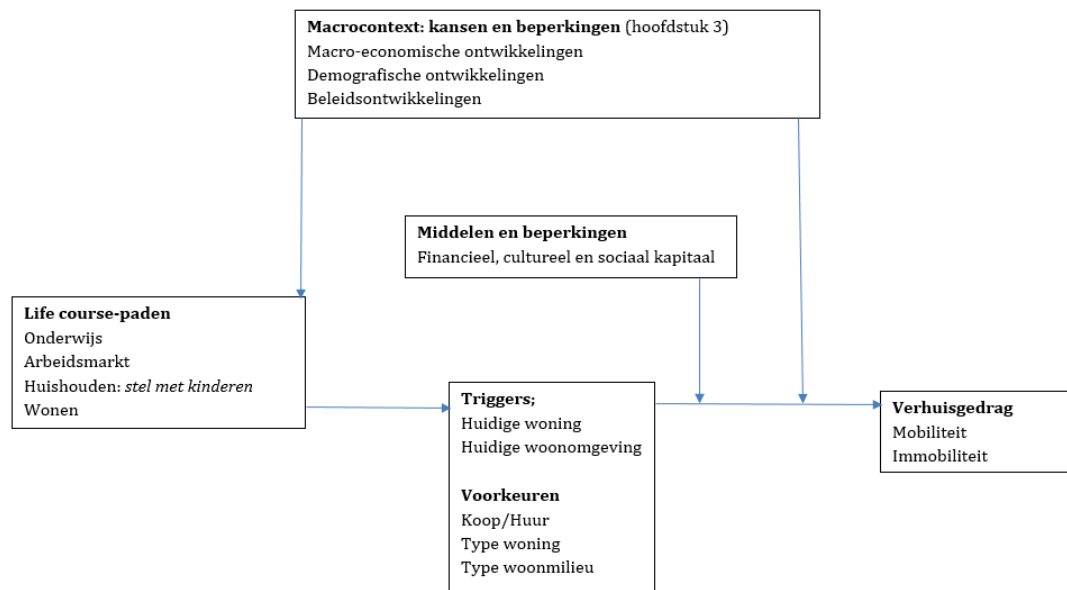 Macrocontext: kansen en beperkingen (hoofdstuk 3)
Macro-economische ontwikkelingen
Demografische ontwikkelingen
Beleidsontwikkelingen
Middelen en beperkingen
Financieel, cultureel en sociaal kapitaal
Life course-paden
Onderwijs
Arbeidsmarkt
Huishouden: stel met kinderen
Wonen
Triggers;
Huidige woning
Huidige woonomgeving
Voorkeuren
Koop/Huur
Type woning
Type woonmilieu
Verhuisgedrag
Mobiliteit
Immobiliteit